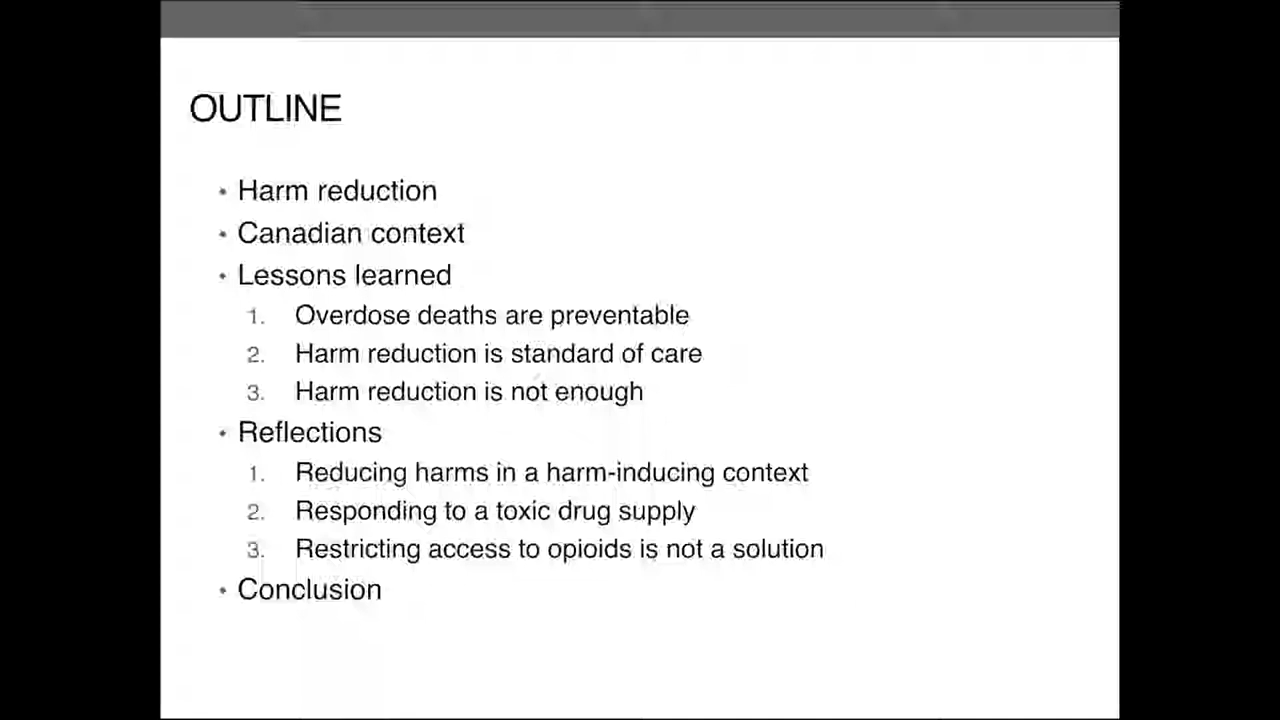 OUTLINE
• Harm reduction
• Canadian context
• Lessons learned
1. Overdose deaths are preventable
2. Harm reduction is standard of care
3. Harm reduction is not enough
• Reflections
1. Reducing harms in a harm-inducing context
2. Responding to a toxic drug supply
3. Restricting access to opioids is not a solution
• Conclusion